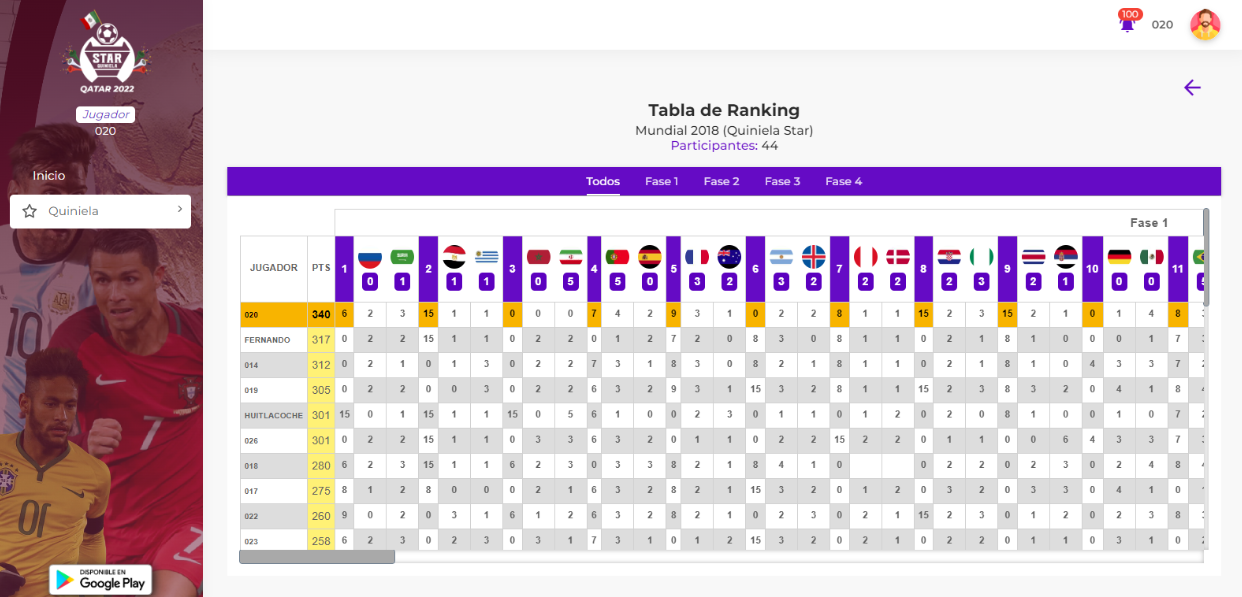 STAR
QUINIELA
QATAR 2022
Jugador
020
Inicio
Quiniela
DISPONIBLE EN
Google Play
100
020
Tabla de Ranking
Mundial 2018 (Quiniela Star)
Participantes: 44
Todos Fase 1 Fase 2 Fase 3 Fase 4
Fase 1
JUGADOR PTS 1 2 3 4 5 6 7 8 9 10 11
0 1 1 1 0 5 5 0 3 2 3 2 2 2 2 3 2 1 0 0
020 340 6 2 3 15 1 1 0 0 0 7 4 2 9 3 1 0 2 2 8 1 1 15 2 3 15 2 1 0 1 4 8
FERNANDO 317 0 2 2 15 1 1 0 2 2 0 1 2 7 2 0 8 3 0 8 1 1 0 2 1 8 1 0 0 0 1 7
014 312 0 2 1 0 1 3 0 2 2 7 3 1 8 3 0 8 2 1 8 1 1 0 2 1 8 1 0 4 3 3 7
019 305 0 2 2 0 0 3 0 2 2 6 3 2 9 3 1 15 3 2 8 1 1 15 2 3 8 3 2 0 4 1 8
HUITLACOCHE 301 15 0 1 15 1 1 15 0 5 6 1 0 0 2 3 0 1 1 0 1 2 0 2 0 8 1 0 0 1 0 7
026 301 0 2 2 15 1 1 0 3 3 6 3 2 0 1 1 0 2 2 15 2 2 0 1 1 0 0 6 4 3 3 7
018 280 6 2 3 15 1 1 6 2 3 0 3 3 8 2 1 8 4 1 0 0 2 2 0 2 3 0 2 4 8
017 275 8 1 2 8 0 0 0 2 1 6 3 2 8 2 1 15 3 2 0 1 2 0 3 2 0 3 3 0 4 1 0
022 260 9 0 2 0 3 1 6 1 2 6 3 2 8 2 1 0 2 3 0 2 1 15 2 3 0 1 2 0 2 3 8
023 258 6 2 3 0 2 3 0 3 1 7 3 1 0 1 2 15 3 2 0 2 1 0 2 2 0 1 1 0 3 1 0